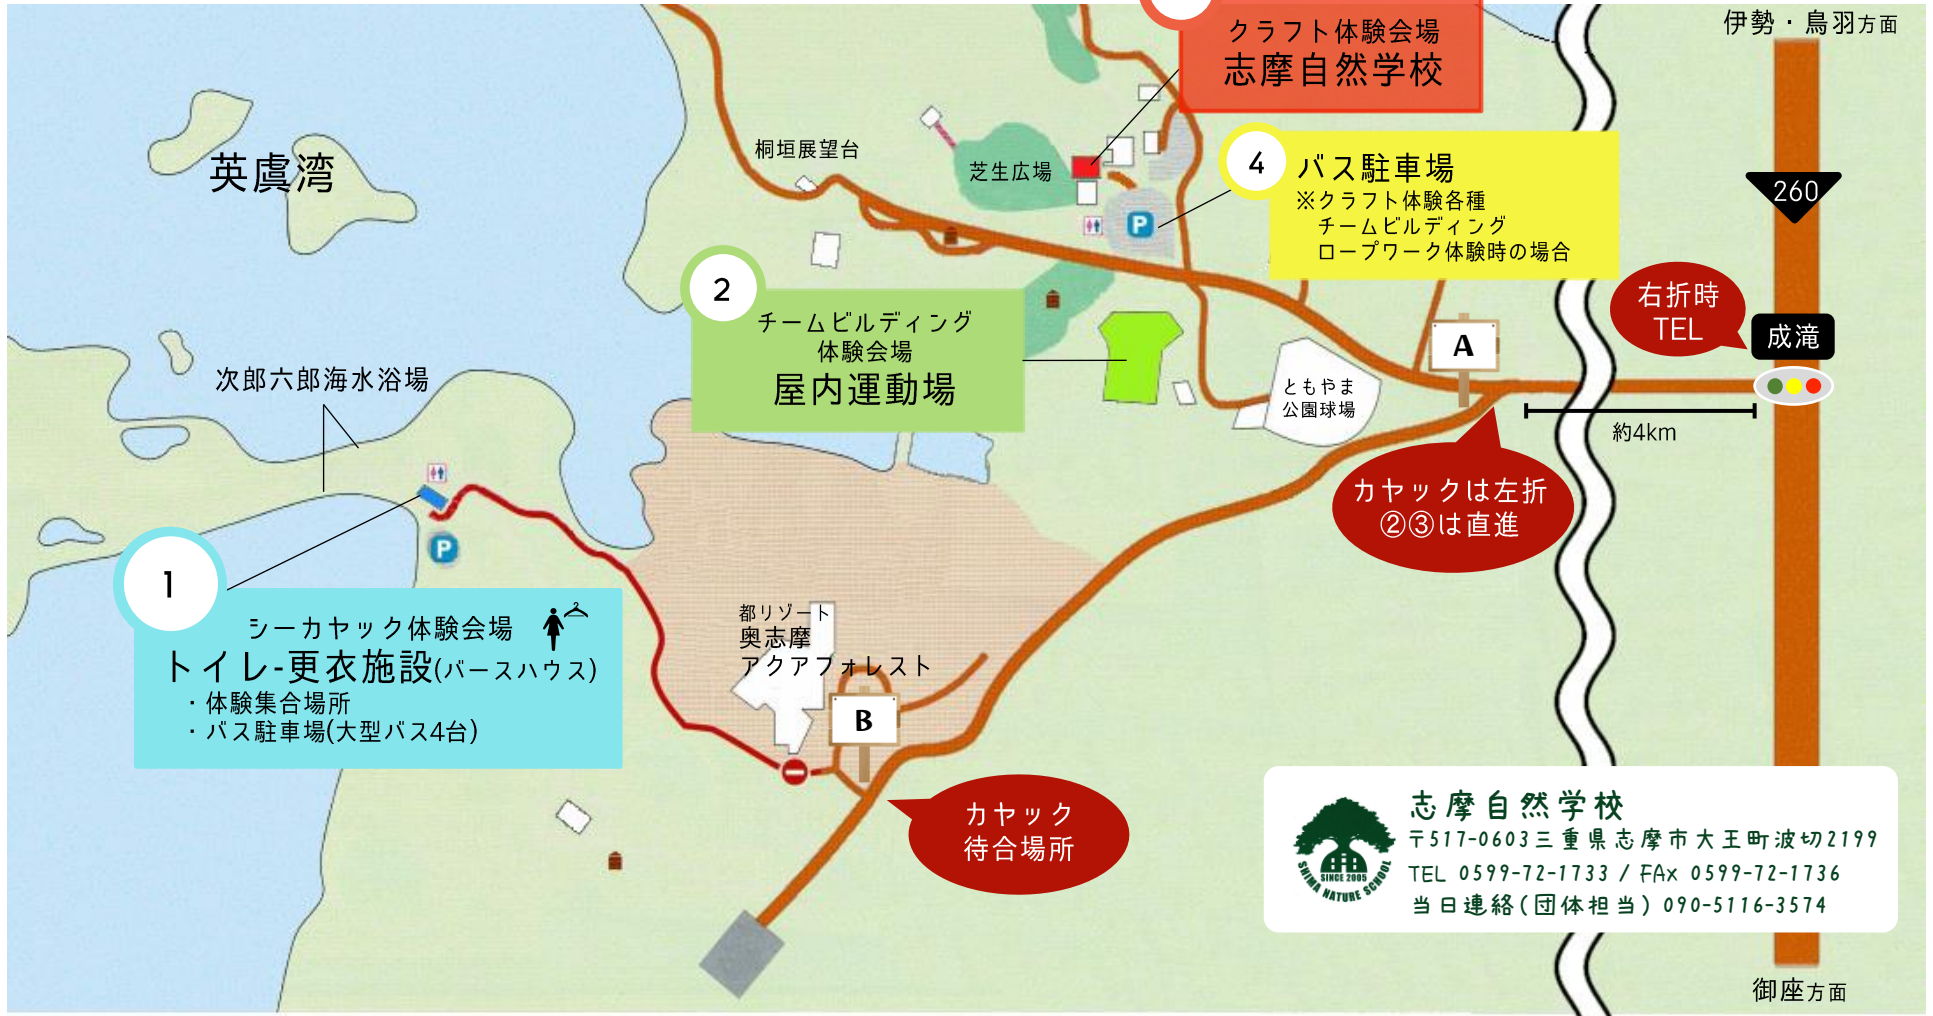 伊勢・鳥羽方面
クラフト体験会場
志摩自然学校
桐垣展望台
芝生広場
P
4
バス駐車場
※クラフト体験各種
チームビルディング
ロープワーク体験時の場合
260
英虞湾
2
チームビルディング
体験会場
屋内運動場
右折時
TEL
成滝
A
ともやま
公園球場
約4km
次郎六郎海水浴場
カヤックは左折
②③は直進
P
1
シーカヤック体験会場
トイレ-更衣施設(バースハウス)
・体験集合場所
・バス駐車場(大型バス4台)
都リゾート
奥志摩
アクアフォレスト
B
カヤック
待合場所
志摩自然学校
〒517-0603三重県志摩市大王町波切2199
TEL 0599-72-1733 / FAx 0599-72-1736
当日連絡(団体担当) 090-5116-3574
SINCE 2005
SHIMA NATURE SCHOOL
御座方面